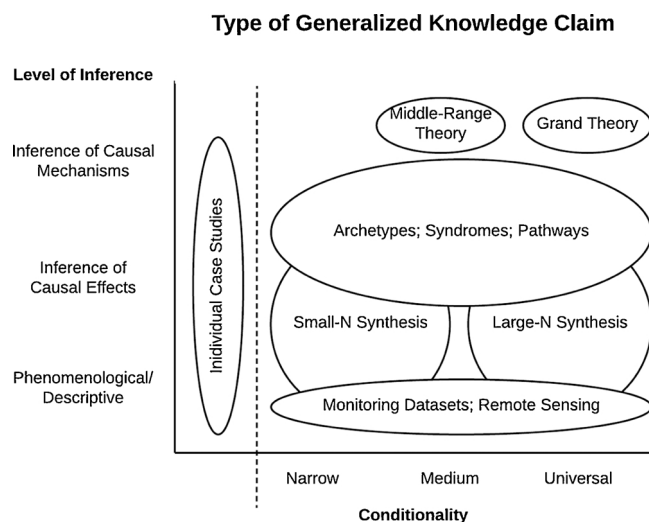 Type of Generalized Knowledge Claim
Level of Inference
Middle-Range
Theory
Grand Theory
Inference of Causal
Mechanisms
Archetypes; Syndromes; Pathways
Inidividual Case Studies
Inference of
Causal Effects
Small-N Synthesis
Large-N Synthesis
Phenomenological/
Descriptive
Monitoring Datasets; Remote Sensing
Narrow
Medium
Universal
Conditionality